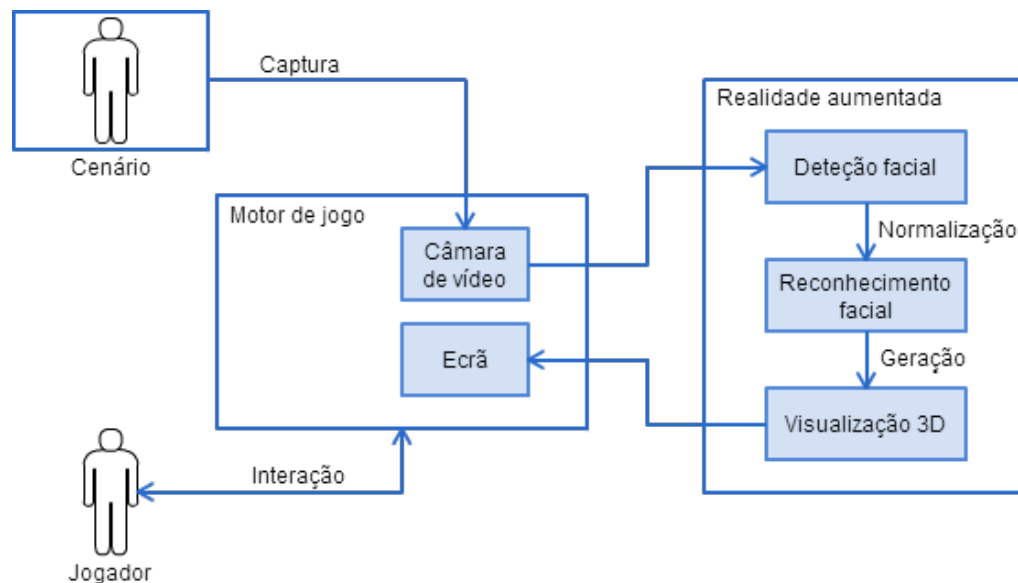 Captura
Cenário
Realidade aumentada
Deteção facial
Normalização
Reconhecimento
facial
Geração
Visualização 3D
Motor de jogo
Câmara
de vídeo
Ecrã
Interação
Jogador